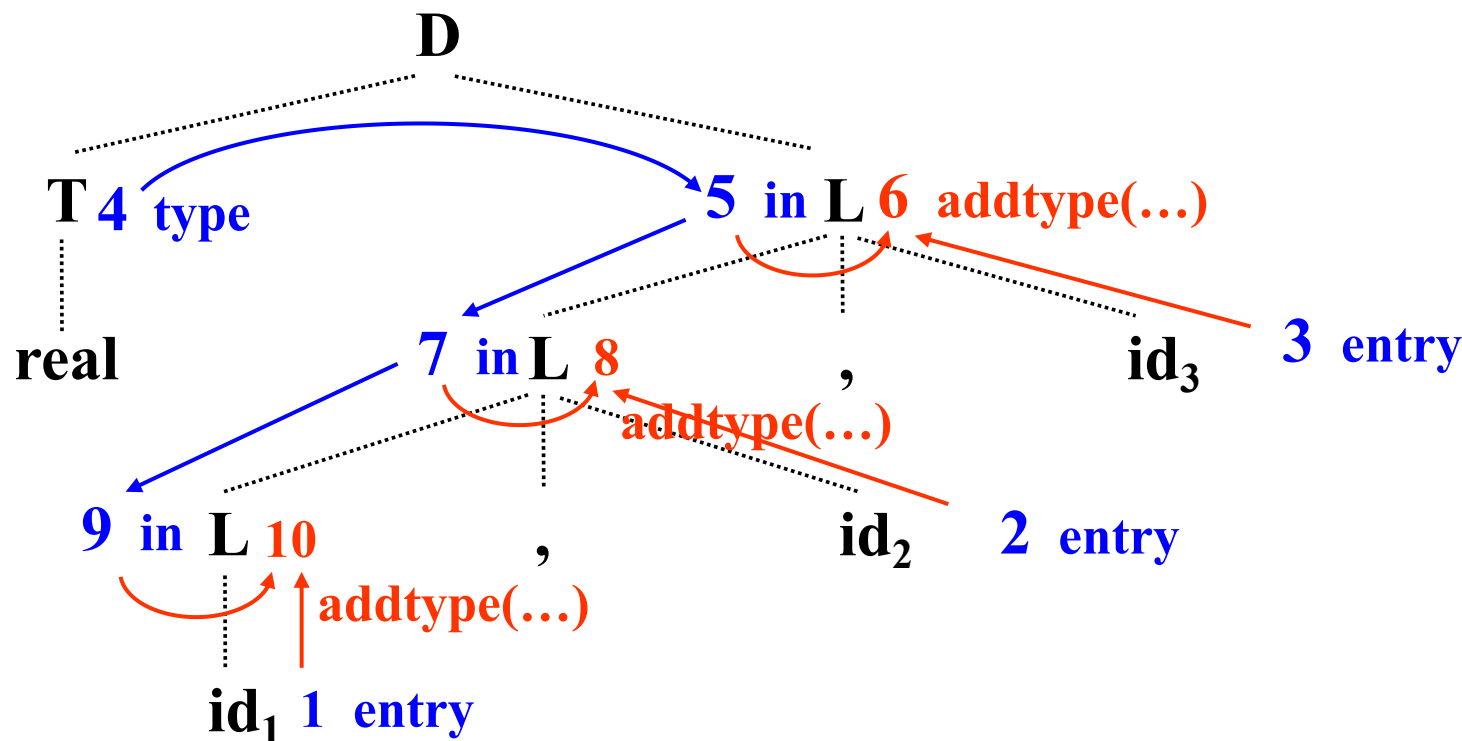 D
T 4 type 5 in L 6 addtype(…)
real 7 in L 8 , id₃ 3 entry
addtype(…)
9 in L 10 , id₂ 2 entry
addtype(…)
id₁ 1 entry